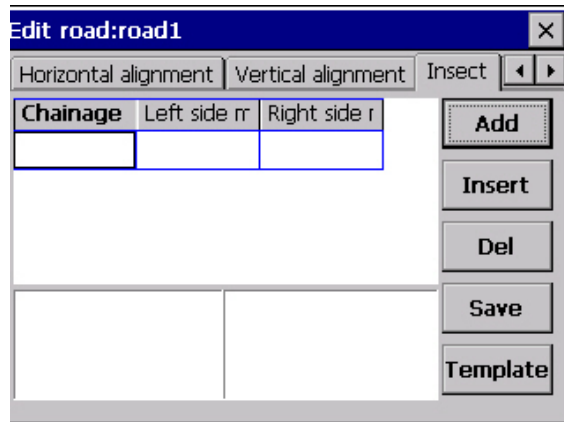 Edit road:road1
Horizontal alignment Vertical alignment Insect
Chainage Left side Right side
Add
Insert
Del
Save
Template